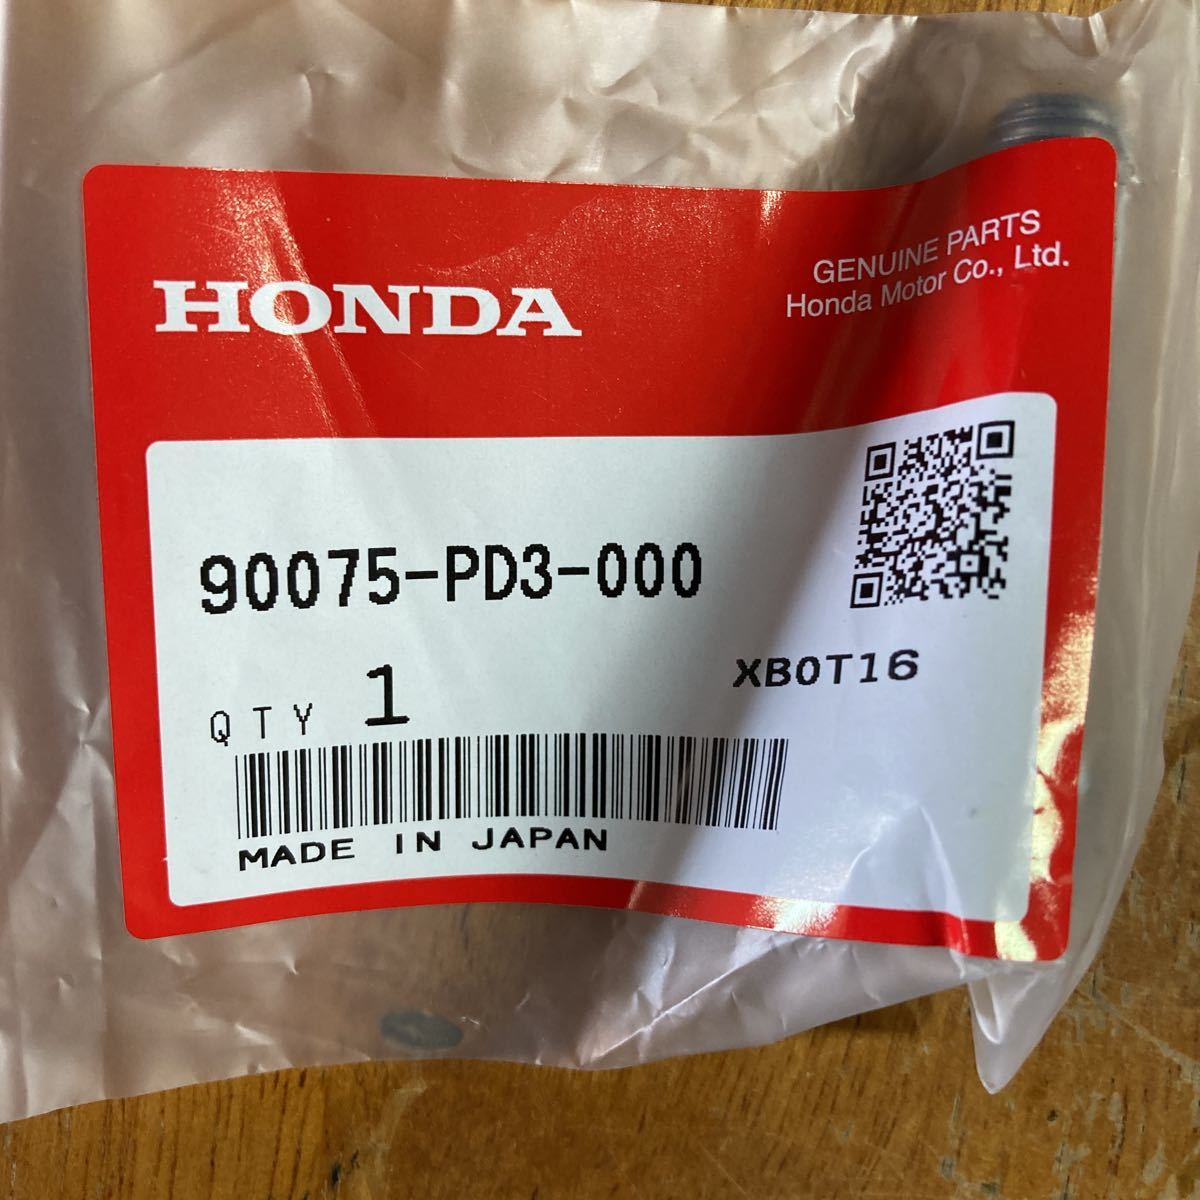 HONDA
GENUINE PARTS
Honda Motor Co., Ltd.
90075-PD3-000
QTY 1
XB0T16
MADE IN JAPAN